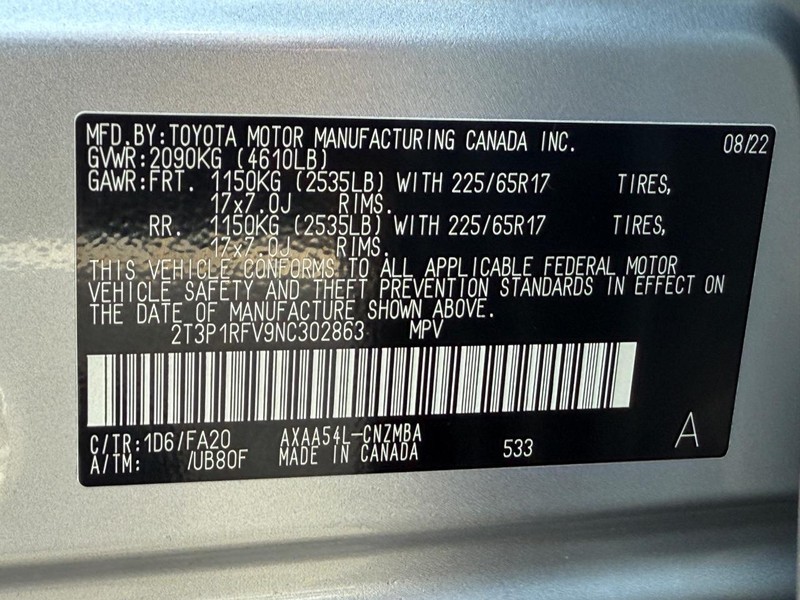 MFD.BY:TOYOTA MOTOR MANUFACTURING CANADA INC. 08/22
GVWR:2090KG (4610LB)
GAWR:FRT. 1150KG (2535LB) WITH 225/65R17 TIRES,
17x7.0J RIMS.
RR. 1150KG (2535LB) WITH 225/65R17 TIRES,
17x7.0J RIMS.
THIS VEHICLE CONFORMS TO ALL APPLICABLE FEDERAL MOTOR
VEHICLE SAFETY AND THEFT PREVENTION STANDARDS IN EFFECT ON
THE DATE OF MANUFACTURE SHOWN ABOVE.
2T3P1RFV9NC302863 MPV
C/TR:1D6/FA20 AXAA54L-CNZMBA
A/TM: /UB80F MADE IN CANADA 533 A